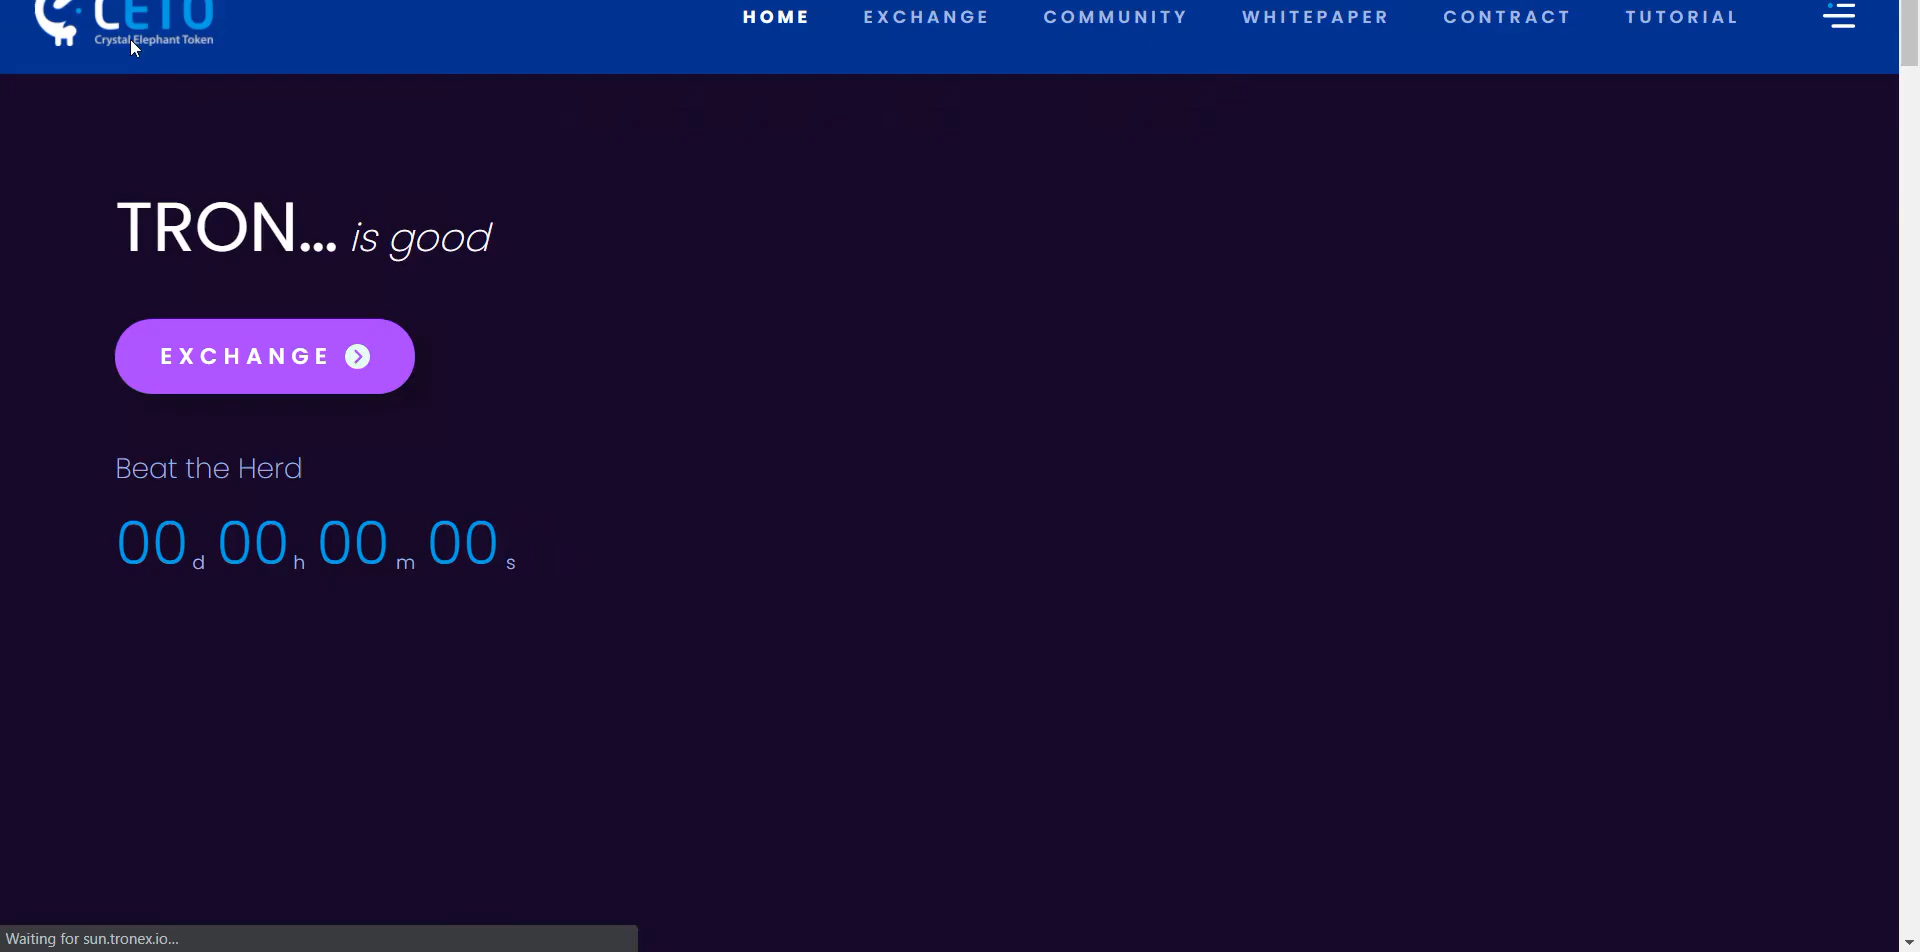 CETO
Crystal Elephant Token
HOME EXCHANGE COMMUNITY WHITEPAPER CONTRACT TUTORIAL
TRON... is good
EXCHANGE
Beat the Herd
00 d 00 h 00 m 00 s
Waiting for sun.tronex.io...